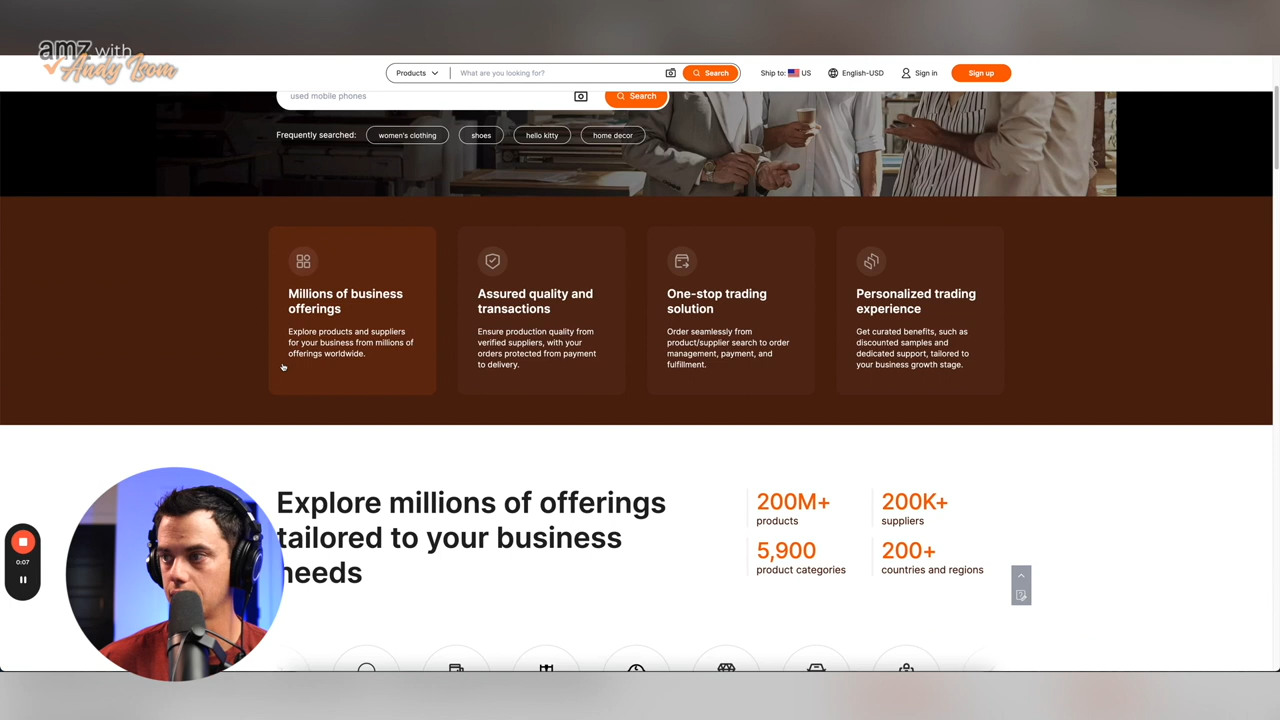 amz with
Andy Isom
Products
What are you looking for?
Search
Ship to: US
English-USD
Sign in
Sign up
used mobile phones
Search
Frequently searched:
women's clothing
shoes
hello kitty
home decor
Millions of business
offerings
Explore products and suppliers
for your business from millions of
offerings worldwide.
Assured quality and
transactions
Ensure production quality from
verified suppliers, with your
orders protected from payment
to delivery.
One-stop trading
solution
Order seamlessly from
product/supplier search to order
management, payment, and
fulfillment.
Personalized trading
experience
Get curated benefits, such as
discounted samples and
dedicated support, tailored to
your business growth stage.
Explore millions of offerings
tailored to your business
needs
200M+
products
200K+
suppliers
5,900
product categories
200+
countries and regions
0:07